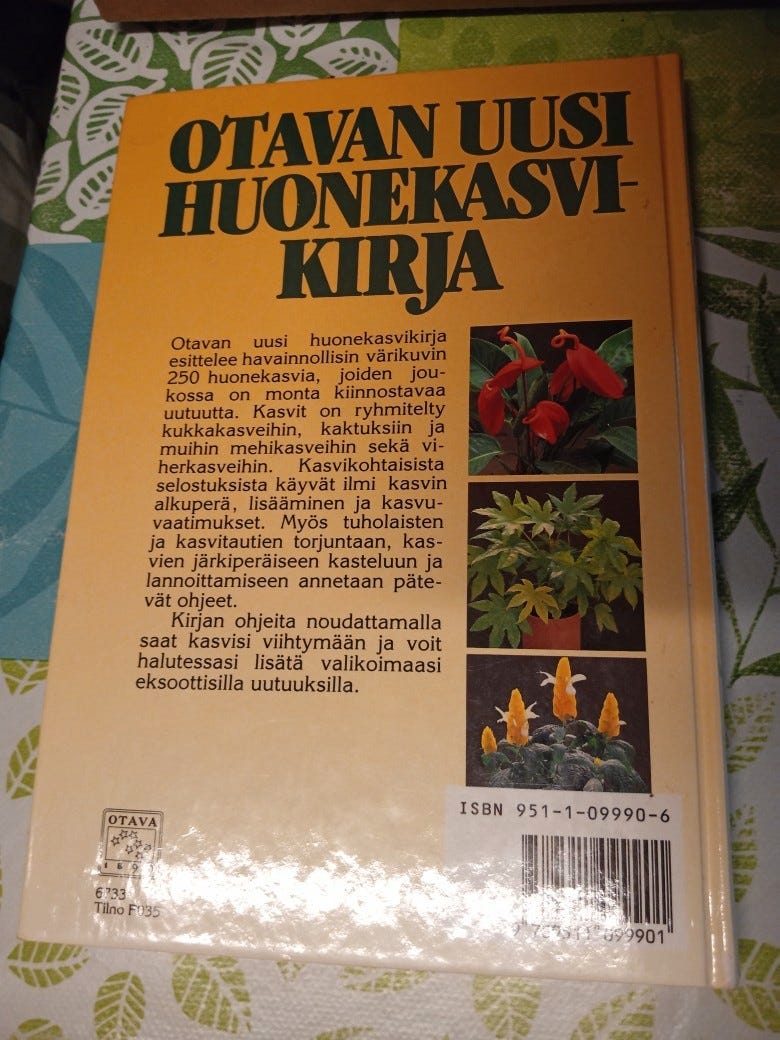 OTAVAN UUSI
HUONEKASVI-
KIRJA
Otavan uusi huonekasvikirja
esittelee havainnollisin värikuvin
250 huonekasvia, joiden jou-
kossa on monta kiinnostavaa
uutuutta. Kasvit on ryhmitelty
kukkakasveihin, kaktuksiin ja
muihin mehikasveihin sekä vi-
herkasveihin. Kasvikohtaisista
selostuksista käyvät ilmi kasvin
alkuperä, lisääminen ja kasvu-
vaatimukset. Myös tuholaisten
ja kasvitautien torjuntaan, kas-
vien järkiperäiseen kasteluun ja
lannoittamiseen annetaan päte-
vät ohjeet.
Kirjan ohjeita noudattamalla
saat kasvisi viihtymään ja voit
halutessasi lisätä valikoimaasi
eksoottisilla uutuuksilla.
ISBN 951-1-09990-6
OTAVA
6733
Tilno F035